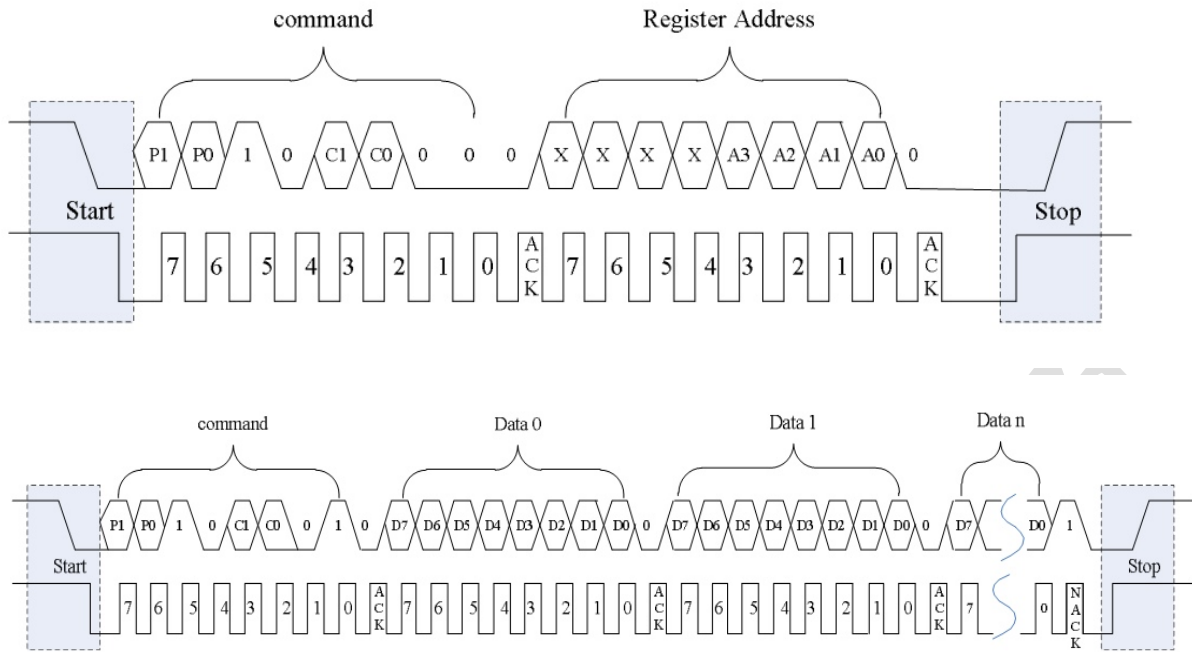 command Register Address
P1 P0 1 0 C1 C0 0 0 0 X X X X A3 A2 A1 A0 0
Start Stop
7 6 5 4 3 2 1 0 ACK 7 6 5 4 3 2 1 0 ACK
command Data 0 Data 1 Data n
P1 P0 1 0 C1 C0 0 1 0 D7 D6 D5 D4 D3 D2 D1 D0 0 D7 D6 D5 D4 D3 D2 D1 D0 0 D7 D0 1
Start Stop
7 6 5 4 3 2 1 0 ACK 7 6 5 4 3 2 1 0 ACK 7 6 5 4 3 2 1 0 ACK 7 0 NACK